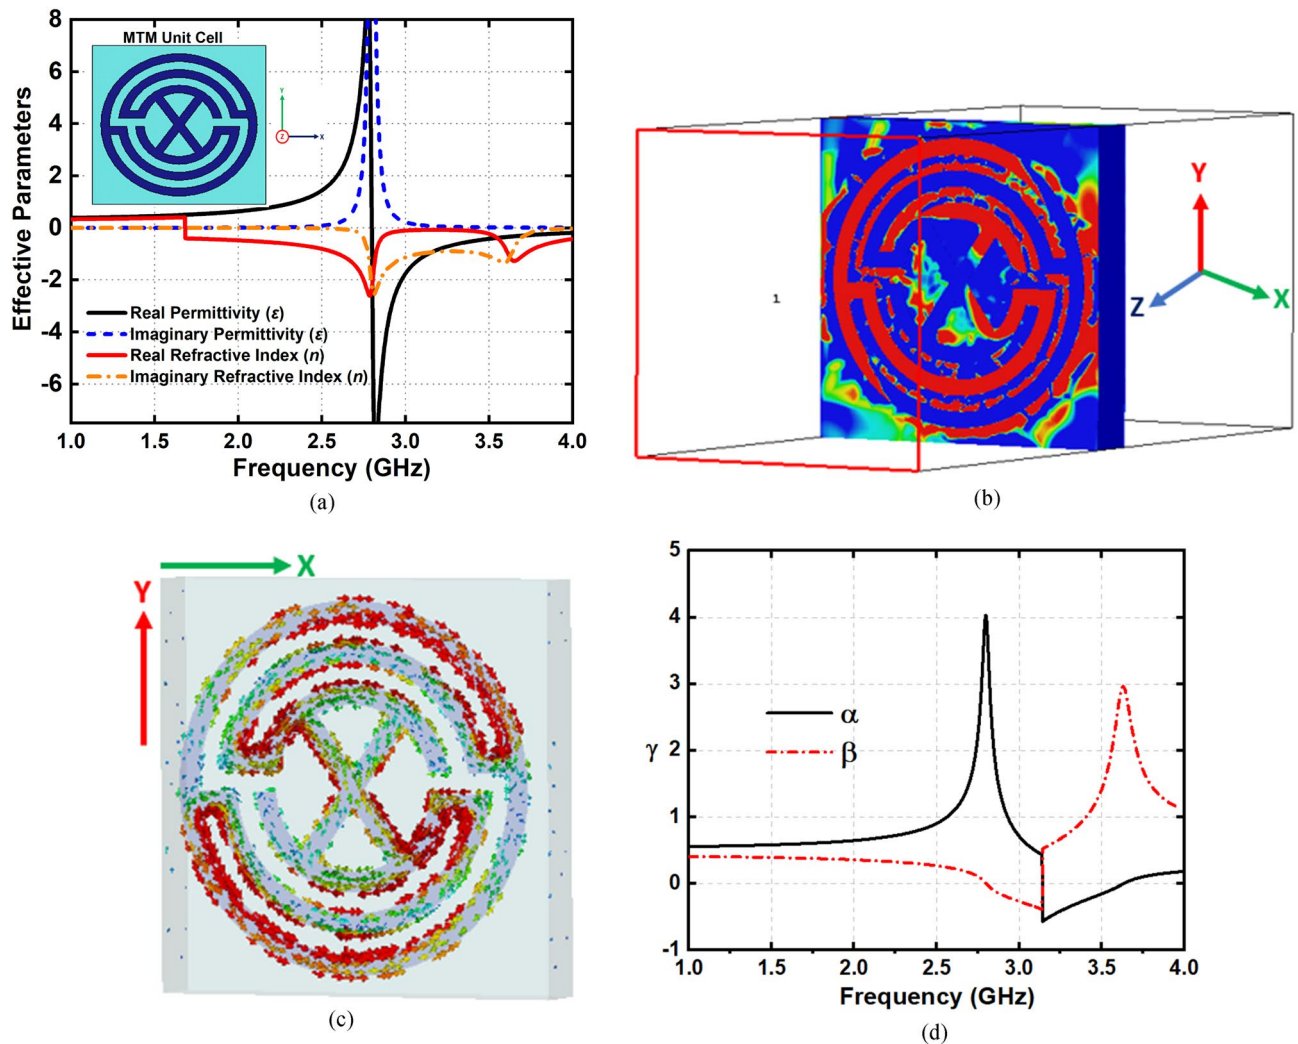 8
6
4
2
0
-2
-4
-6
Effective Parameters
MTM Unit Cell
Y
Z
X
Real Permittivity (ε)
Imaginary Permittivity (ε)
Real Refractive Index (n)
Imaginary Refractive Index (n)
1.0 1.5 2.0 2.5 3.0 3.5 4.0
Frequency (GHz)
(a)
1
Y
Z
X
(b)
X
Y
(c)
5
4
3
2
1
0
-1
γ
α
β
1.0 1.5 2.0 2.5 3.0 3.5 4.0
Frequency (GHz)
(d)